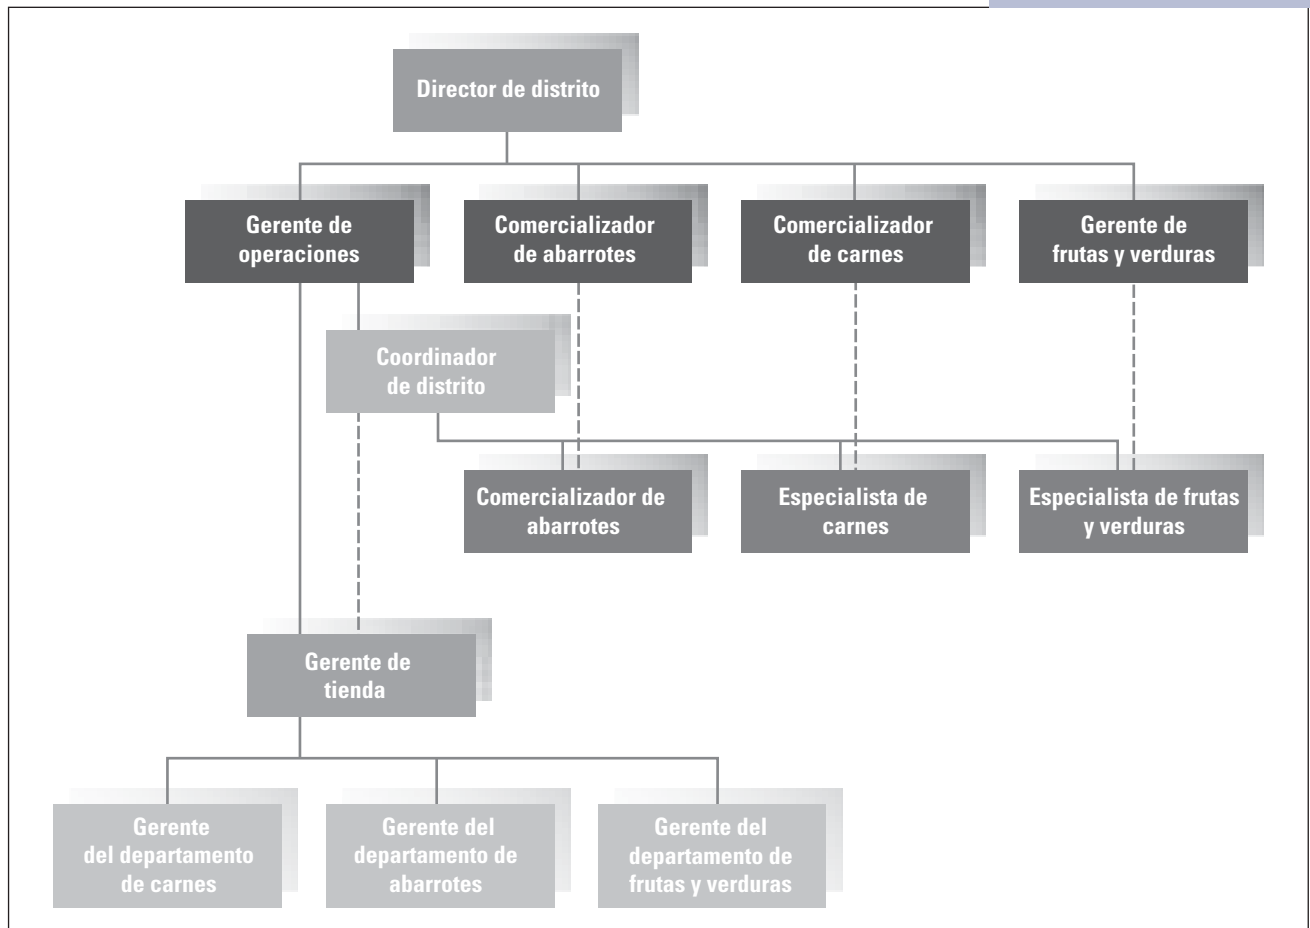 Director de distrito
Gerente de
operaciones
Comercializador
de abarrotes
Comercializador
de carnes
Gerente de
frutas y verduras
Coordinador
de distrito
Comercializador de
abarrotes
Especialista de
carnes
Especialista de frutas
y verduras
Gerente de
tienda
Gerente
del departamento
de carnes
Gerente del
departamento de
abarrotes
Gerente del
departamento de
frutas y verduras